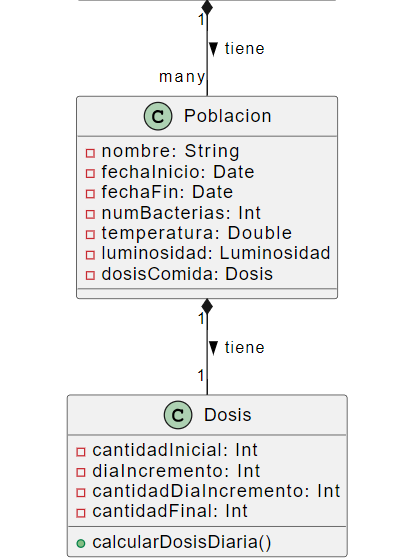 1
tiene
many
C Poblacion
nombre: String
fechaInicio: Date
fechaFin: Date
numBacterias: Int
temperatura: Double
luminosidad: Luminosidad
dosisComida: Dosis
1
tiene
1
C Dosis
cantidadInicial: Int
diaIncremento: Int
cantidadDiaIncremento: Int
cantidadFinal: Int
calcularDosisDiaria()